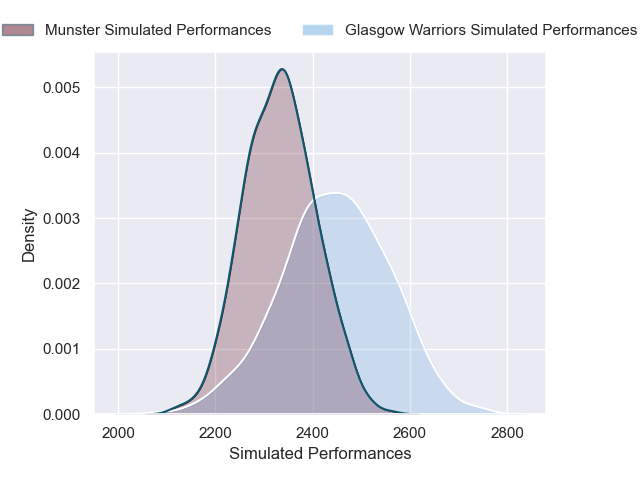 Munster Simulated Performances Glasgow Warriors Simulated Performances
0.005
0.004
0.003
0.002
0.001
0.000
Density
2000 2200 2400 2600 2800
Simulated Performances